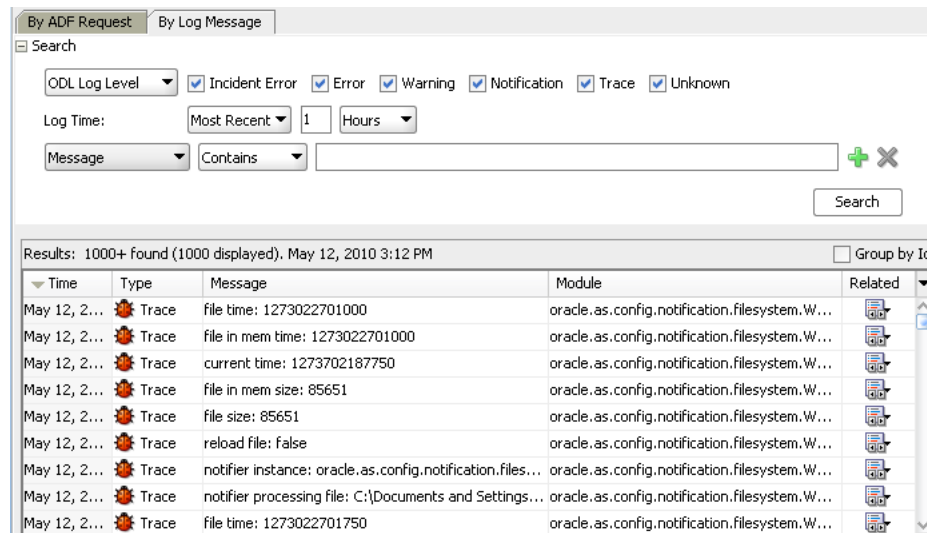 By ADF Request By Log Message
Search
ODL Log Level Incident Error Error Warning Notification Trace Unknown
Log Time: Most Recent 1 Hours
Message Contains
Search
Results: 1000+ found (1000 displayed). May 12, 2010 3:12 PM Group by Id
Time Type Message Module Related
May 12, 2... Trace file time: 1273022701000 oracle.as.config.notification.filesystem.W...
May 12, 2... Trace file in mem time: 1273022701000 oracle.as.config.notification.filesystem.W...
May 12, 2... Trace current time: 1273702187750 oracle.as.config.notification.filesystem.W...
May 12, 2... Trace file in mem size: 85651 oracle.as.config.notification.filesystem.W...
May 12, 2... Trace file size: 85651 oracle.as.config.notification.filesystem.W...
May 12, 2... Trace reload file: false oracle.as.config.notification.filesystem.W...
May 12, 2... Trace notifier instance: oracle.as.config.notification.files... oracle.as.config.notification.filesystem.W...
May 12, 2... Trace notifier processing file: C:\Documents and Settings... oracle.as.config.notification.filesystem.W...
May 12, 2... Trace file time: 1273022701750 oracle.as.config.notification.filesystem.W...